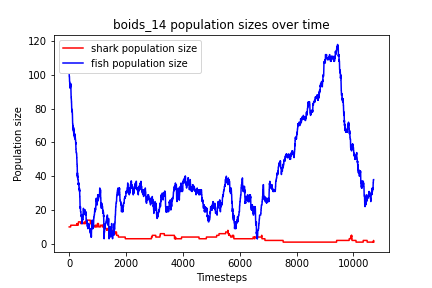 boids_14 population sizes over time
shark population size
fish population size
120
100
80
60
40
20
0
Population size
0 2000 4000 6000 8000 10000
Timesteps